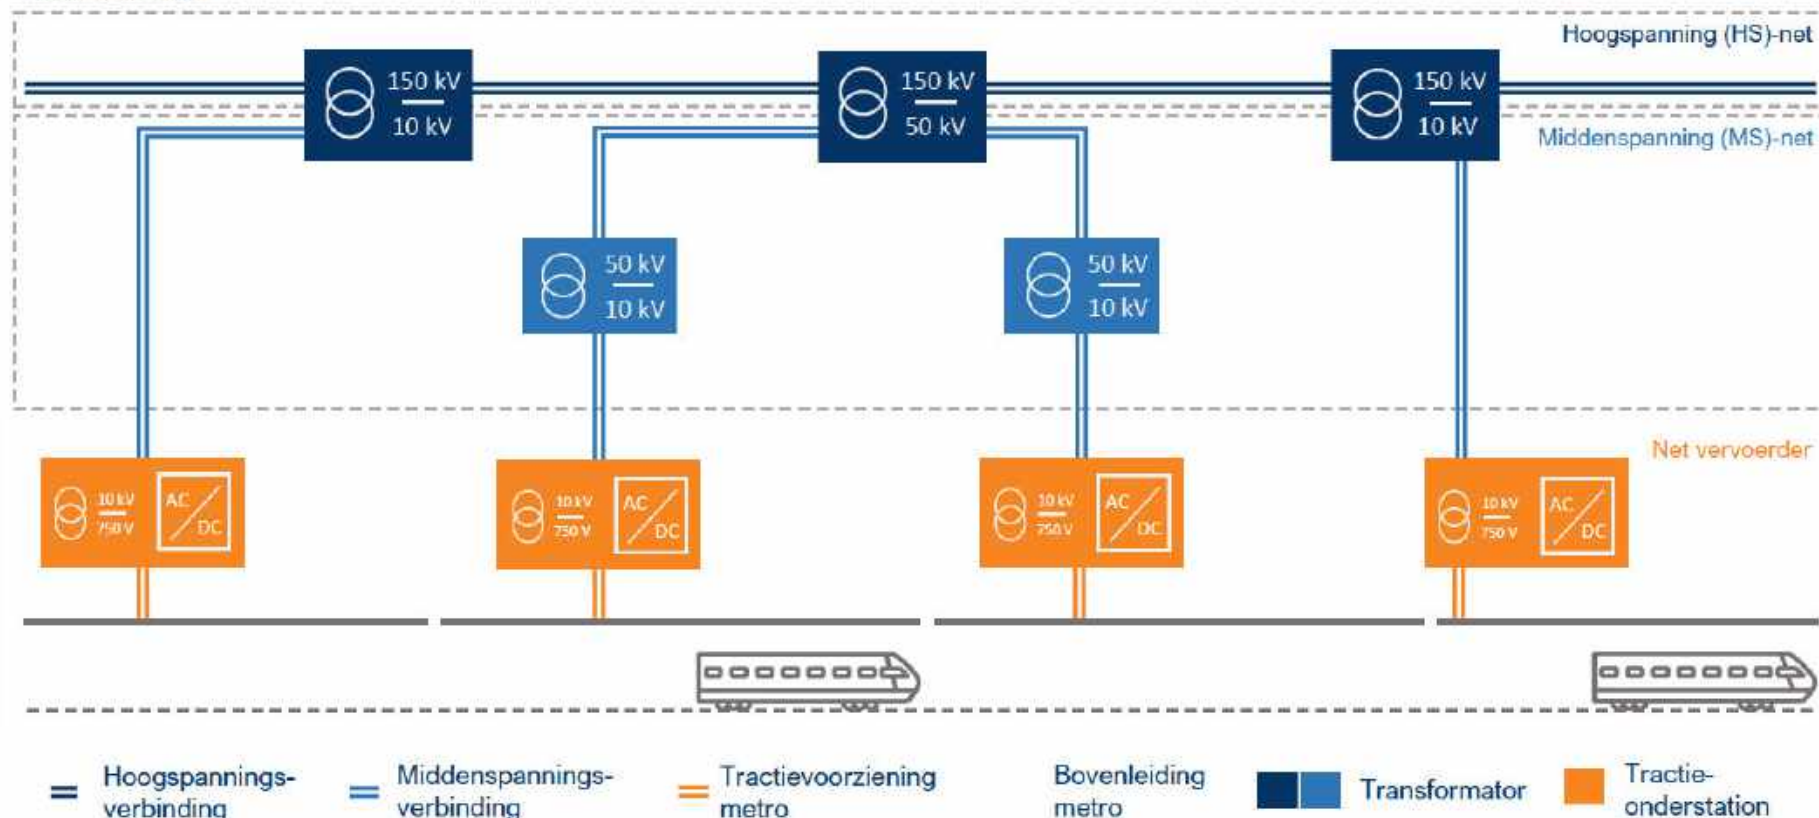 Hoogspanning (HS)-net
150 kV
10 kV
150 kV
50 kV
150 kV
10 kV
Middenspanning (MS)-net
50 kV
10 kV
50 kV
10 kV
Net vervoerder
10 kV
750 V
AC
DC
10 kV
750 V
AC
DC
10 kV
750 V
AC
DC
10 kV
750 V
AC
DC
Hoogspannings-
verbinding
Middenspannings-
verbinding
Tractievoorziening
metro
Bovenleiding
metro
Transformator
Tractie-
onderstation